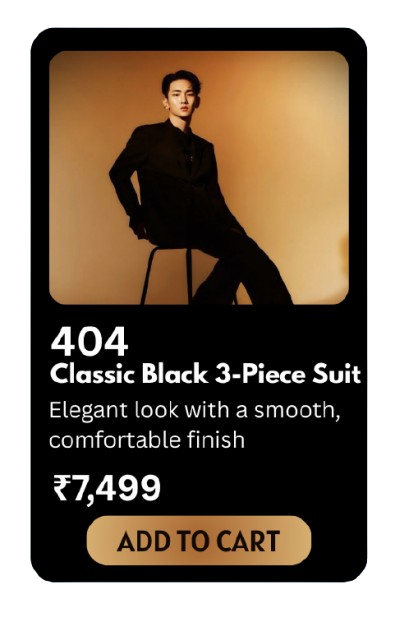 404
Classic Black 3-Piece Suit
Elegant look with a smooth,
comfortable finish
₹7,499
ADD TO CART